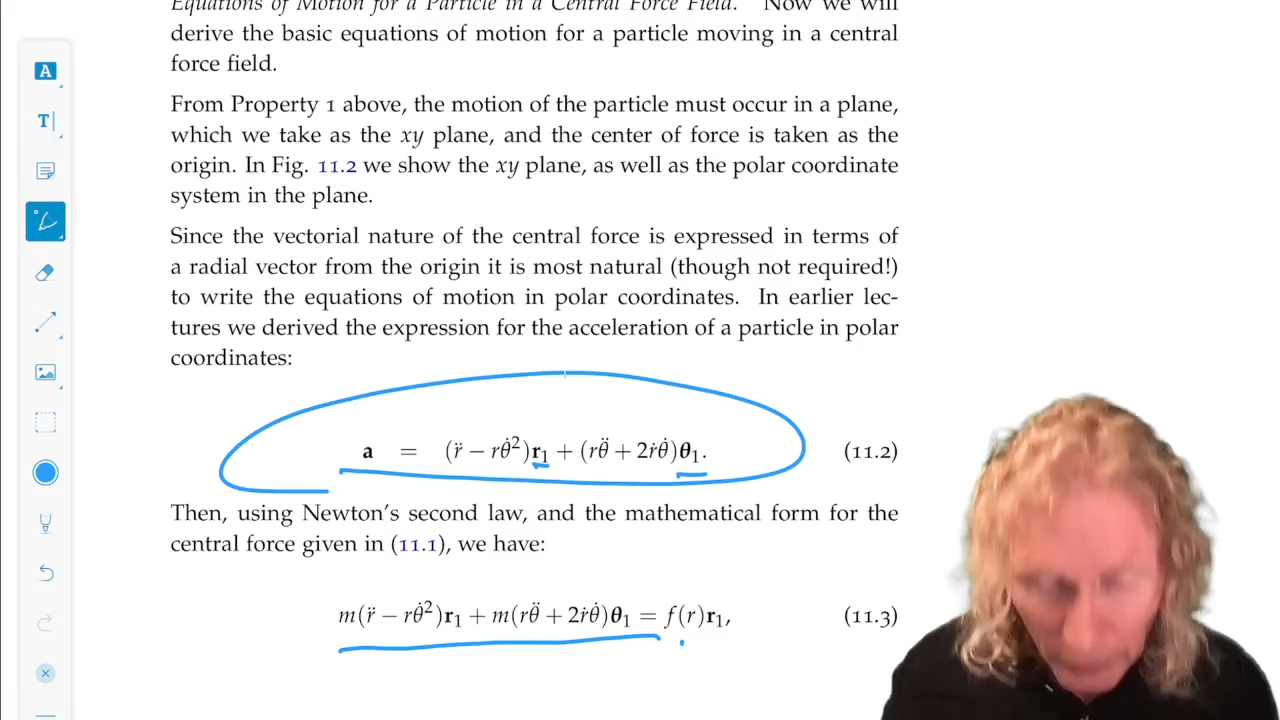 Equations of Motion for a Particle in a Central Force Field. Now we will
derive the basic equations of motion for a particle moving in a central
force field.
From Property 1 above, the motion of the particle must occur in a plane,
which we take as the xy plane, and the center of force is taken as the
origin. In Fig. 11.2 we show the xy plane, as well as the polar coordinate
system in the plane.
Since the vectorial nature of the central force is expressed in terms of
a radial vector from the origin it is most natural (though not required!)
to write the equations of motion in polar coordinates. In earlier lec-
tures we derived the expression for the acceleration of a particle in polar
coordinates:
a = (r̈ − rθ̇²)r₁ + (rθ̈ + 2ṙθ̇)θ₁. (11.2)
Then, using Newton's second law, and the mathematical form for the
central force given in (11.1), we have:
m(r̈ − rθ̇²)r₁ + m(rθ̈ + 2ṙθ̇)θ₁ = f(r)r₁, (11.3)
A
T